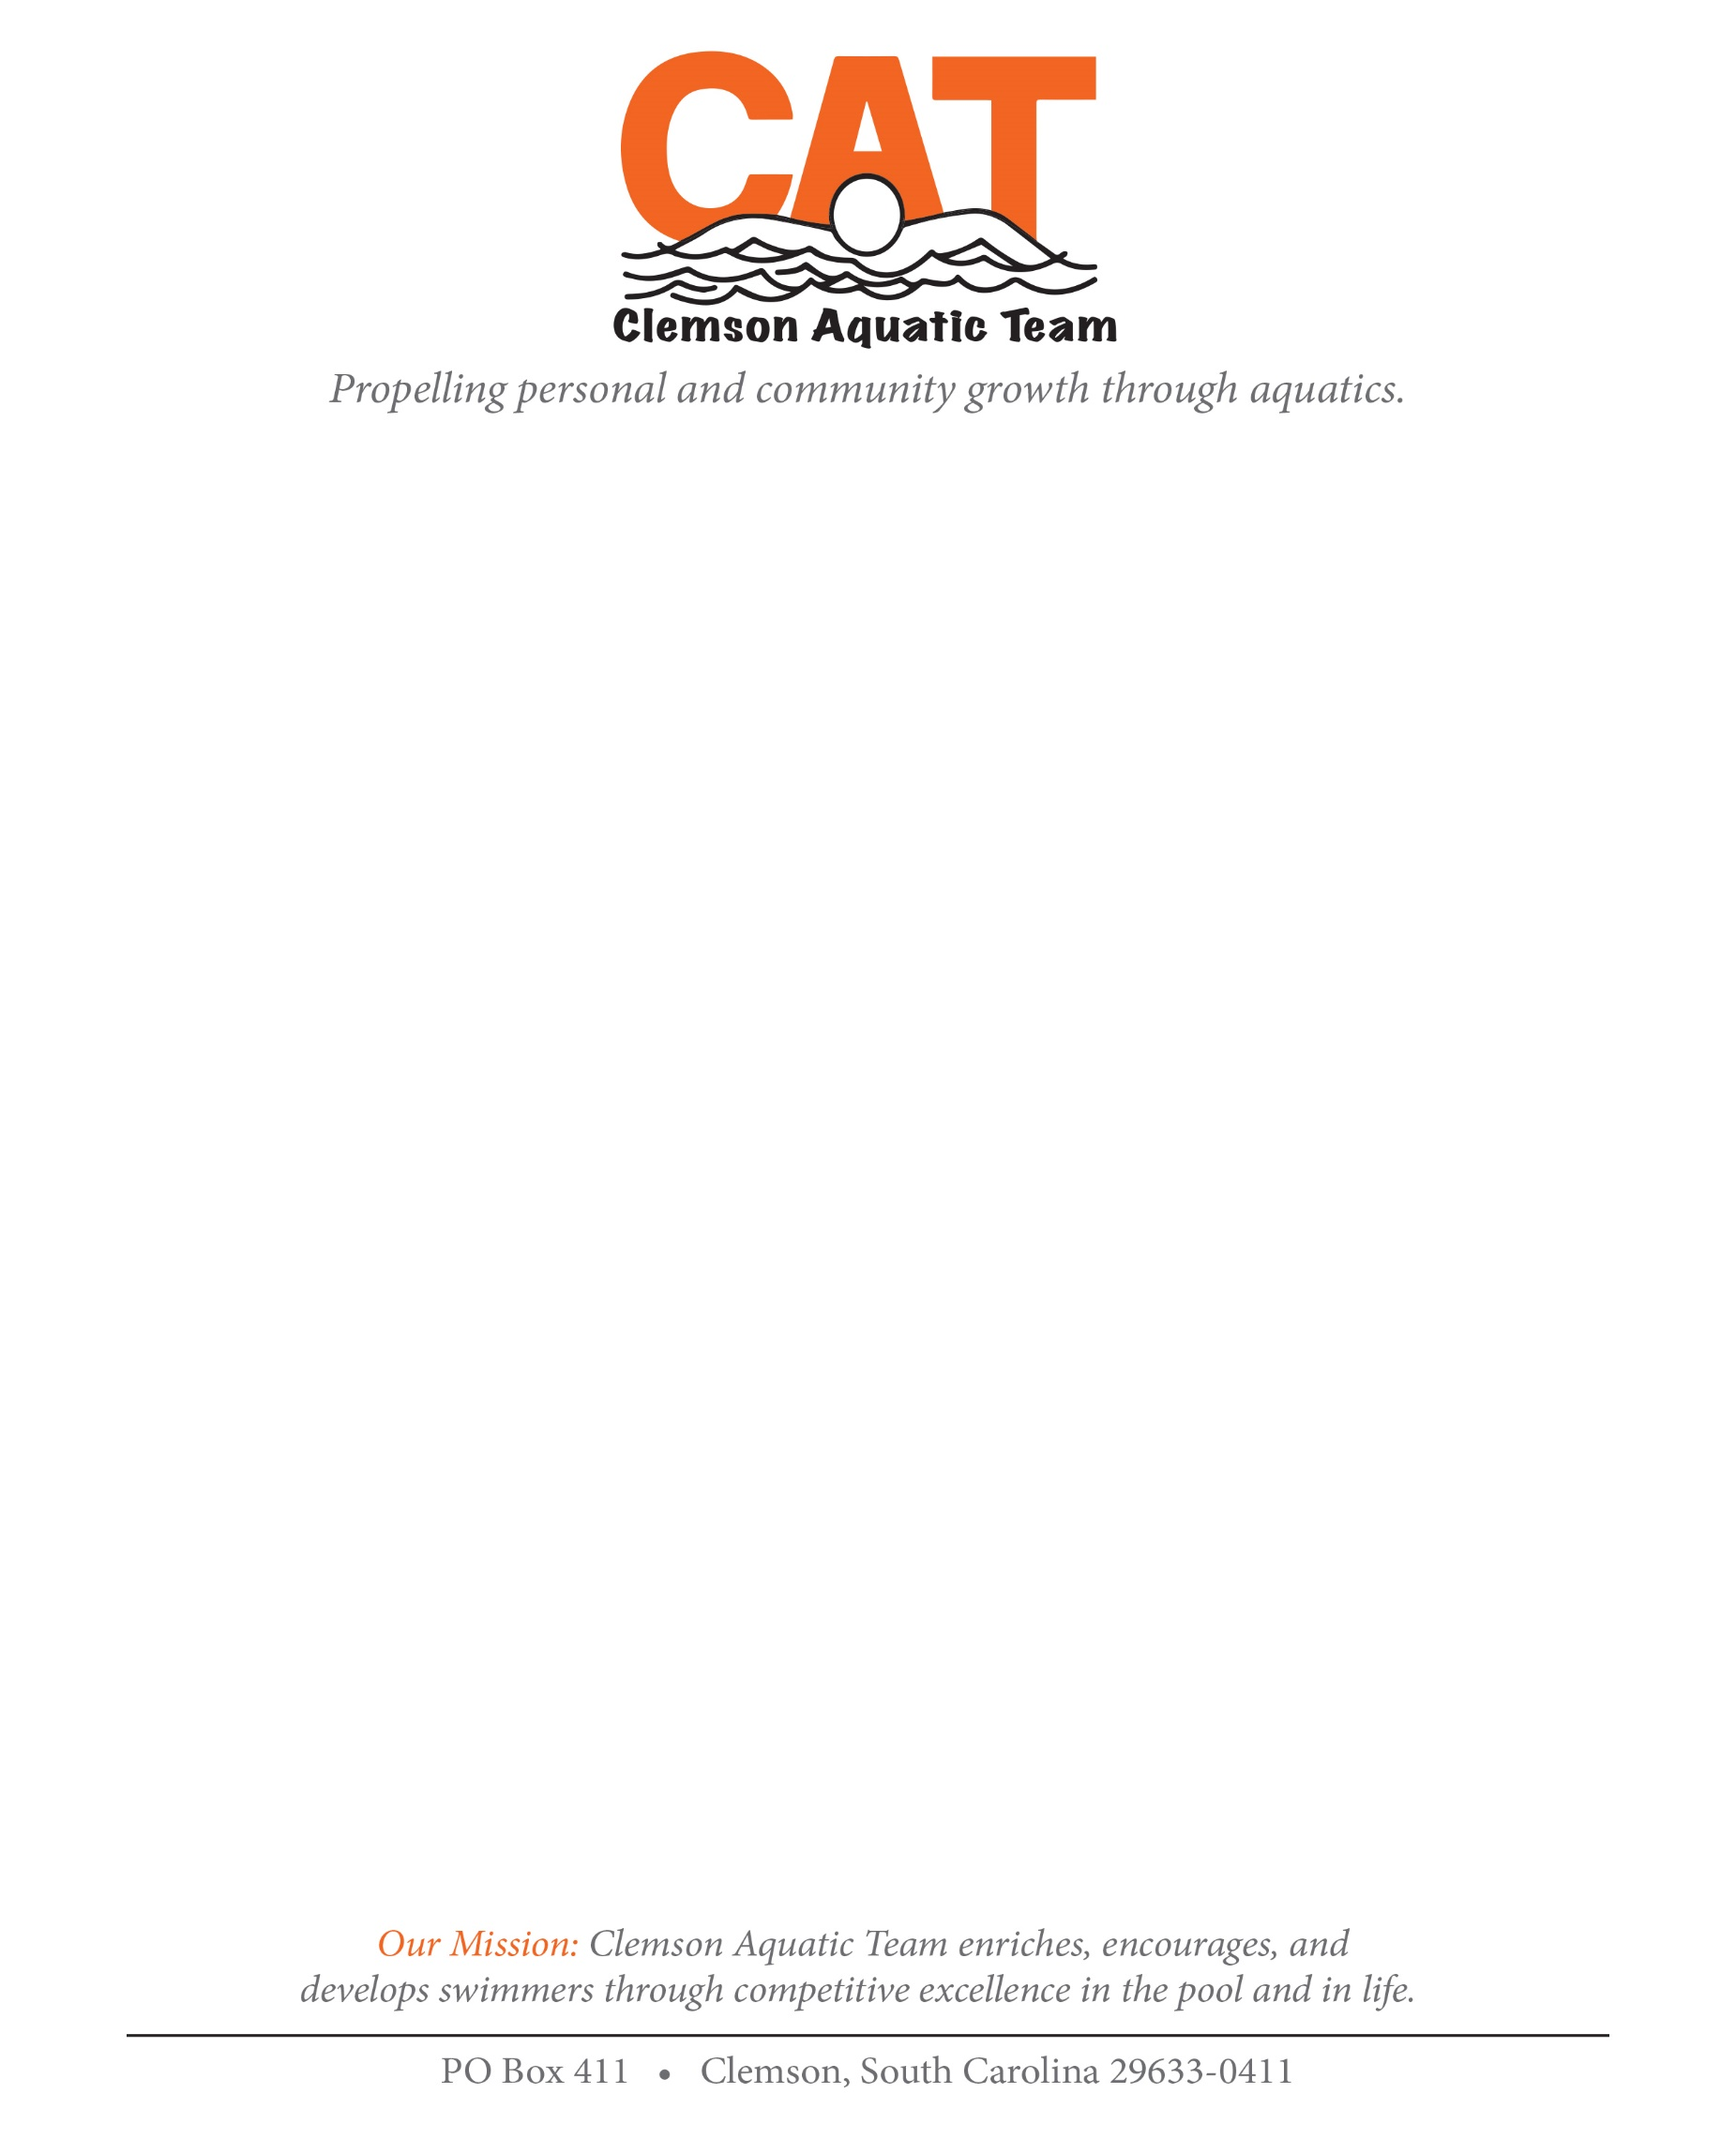 CAT
Clemson Aquatic Team
Propelling personal and community growth through aquatics.
Our Mission: Clemson Aquatic Team enriches, encourages, and
develops swimmers through competitive excellence in the pool and in life.
PO Box 411 • Clemson, South Carolina 29633-0411